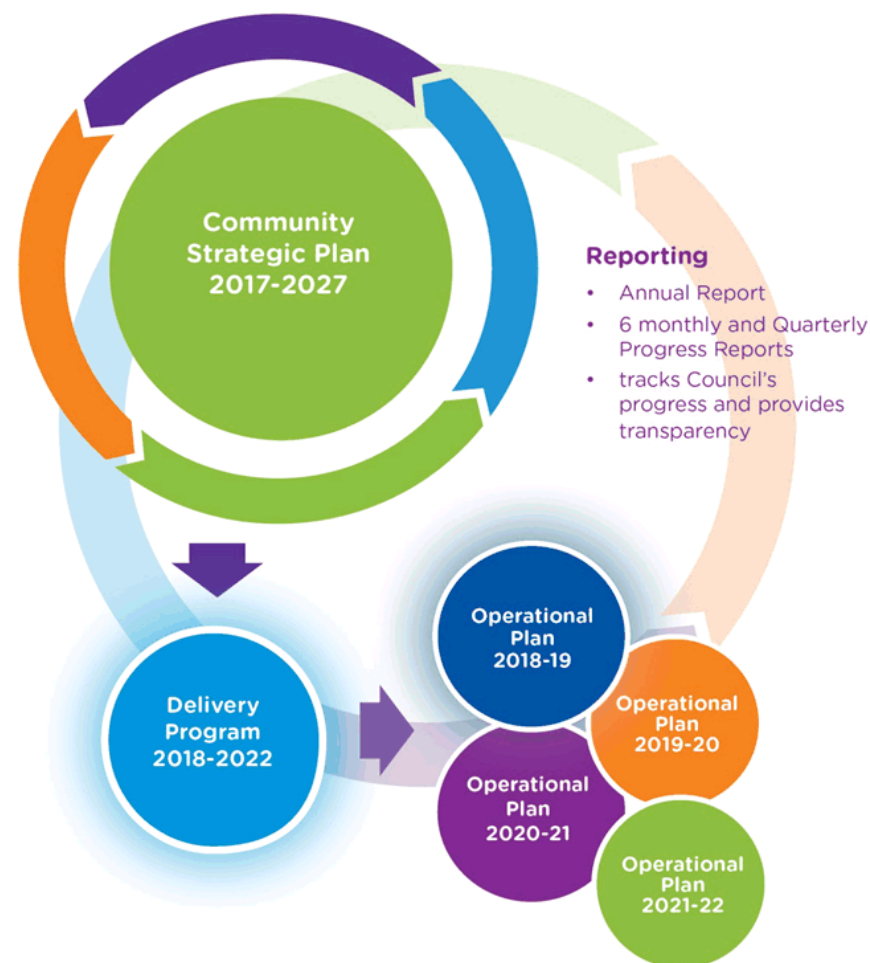 Community
Strategic Plan
2017-2027
Reporting
• Annual Report
• 6 monthly and Quarterly
Progress Reports
• tracks Council's
progress and provides
transparency
Operational
Plan
2018-19
Delivery
Program
2018-2022
Operational
Plan
2019-20
Operational
Plan
2020-21
Operational
Plan
2021-22